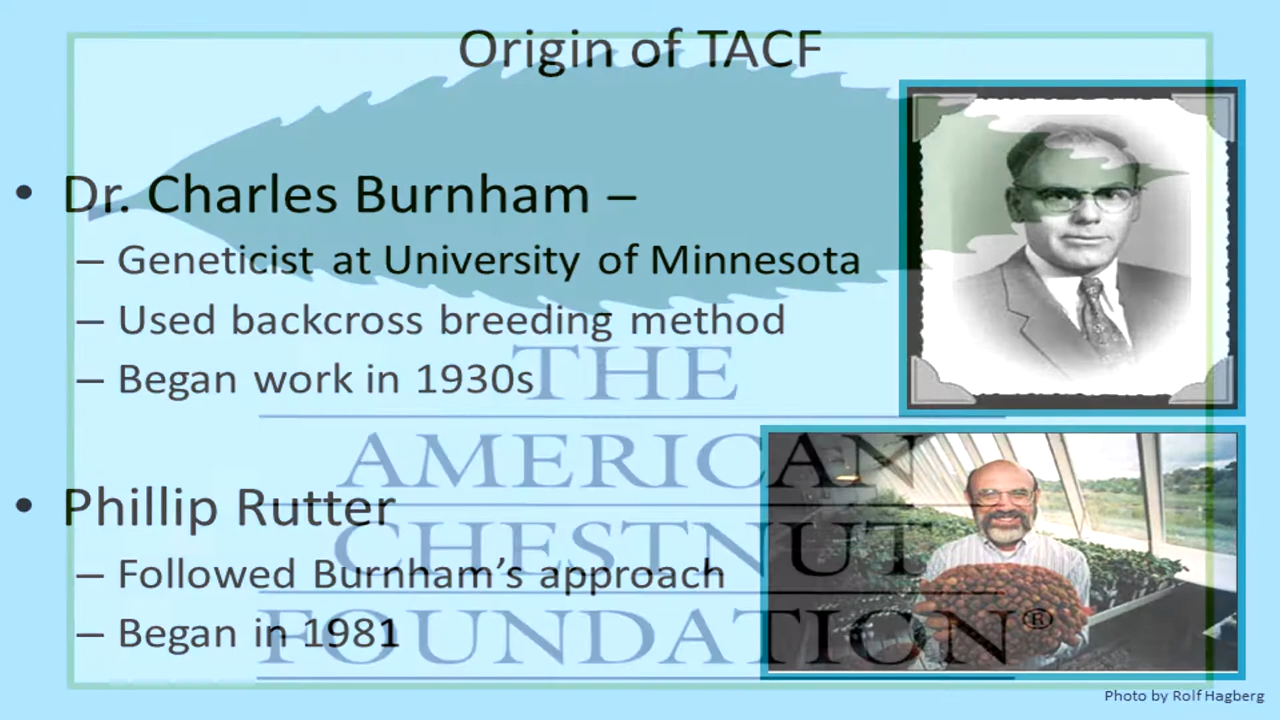 Origin of TACF
• Dr. Charles Burnham –
– Geneticist at University of Minnesota
– Used backcross breeding method
– Began work in 1930s
• Phillip Rutter
– Followed Burnham’s approach
– Began in 1981
THE
AMERICAN
CHESTNUT
FOUNDATION®
Photo by Rolf Hagberg